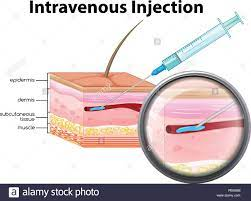 Intravenous Injection
epidermis
dermis
subcutaneous
tissue
muscle
alamy stock photo